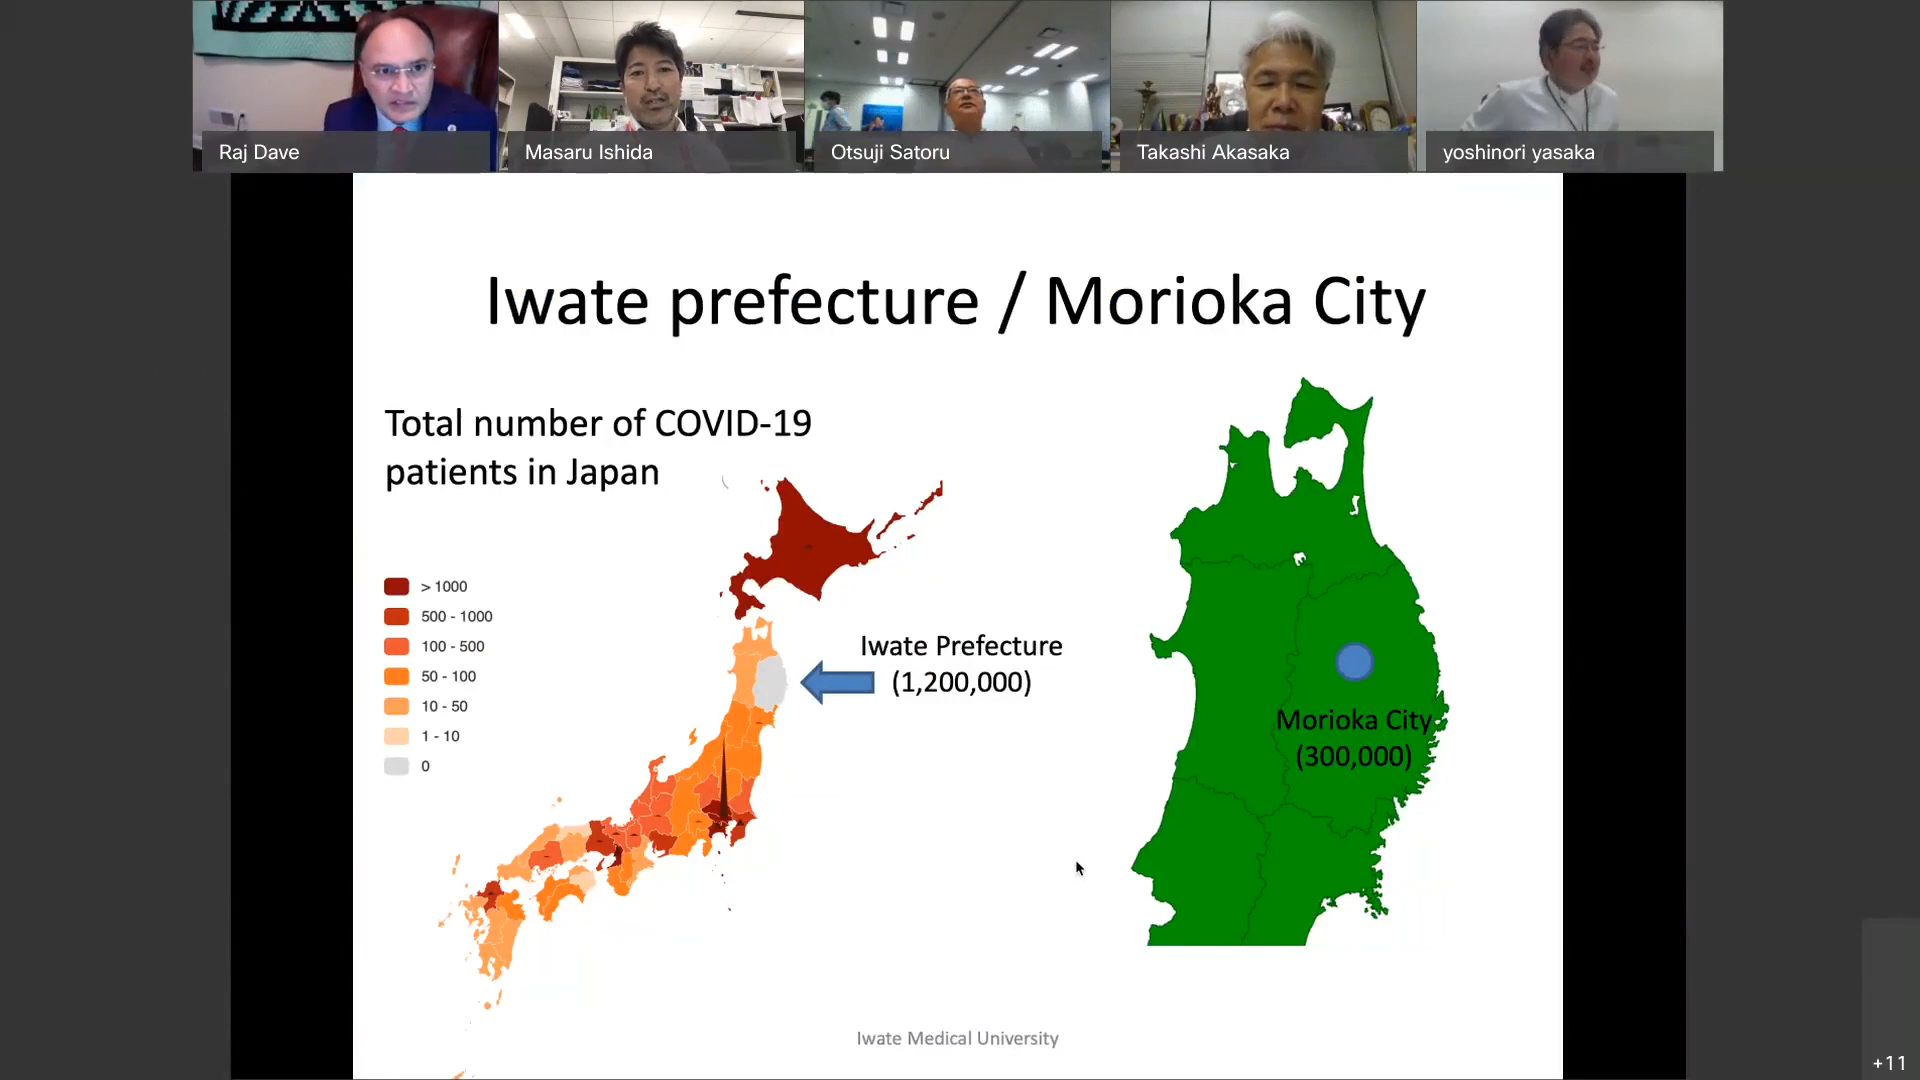 Raj Dave
Masaru Ishida
Otsuji Satoru
Takashi Akasaka
yoshinori yasaka
Iwate prefecture / Morioka City
Total number of COVID-19
patients in Japan
> 1000
500 - 1000
100 - 500
50 - 100
10 - 50
1 - 10
0
Iwate Prefecture
(1,200,000)
Morioka City
(300,000)
Iwate Medical University
+11